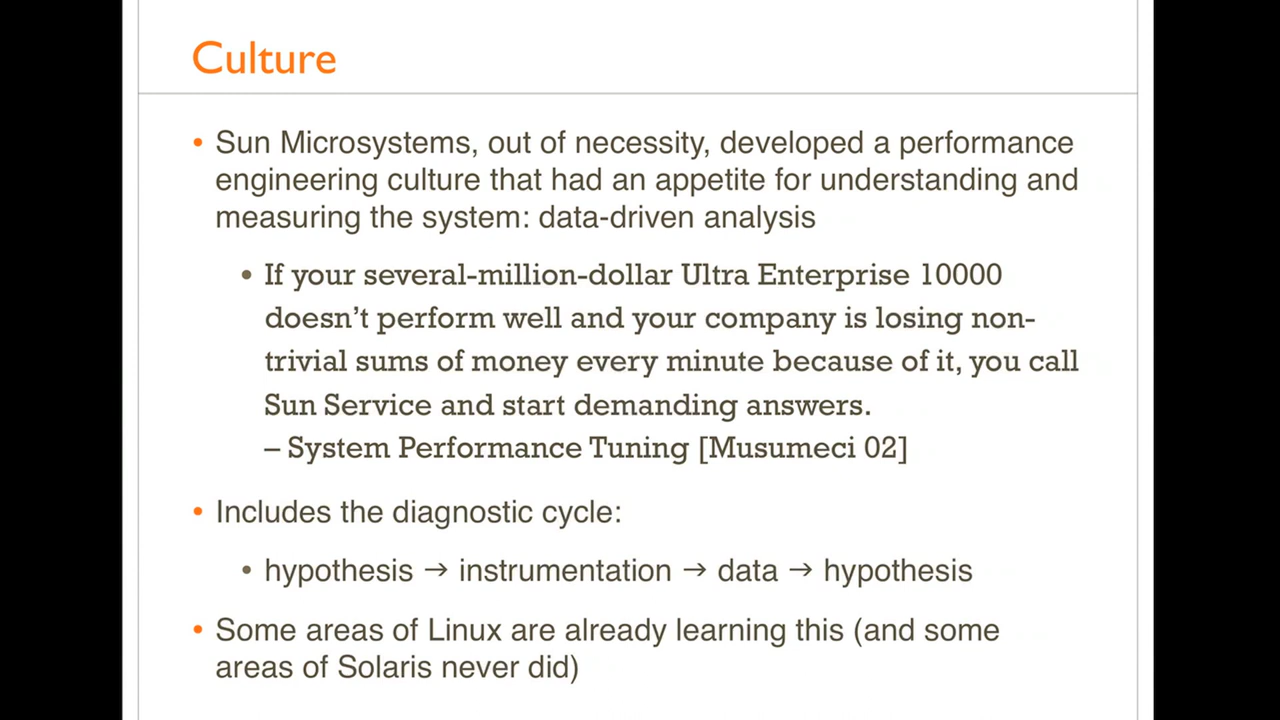 Culture
• Sun Microsystems, out of necessity, developed a performance
engineering culture that had an appetite for understanding and
measuring the system: data-driven analysis
• If your several-million-dollar Ultra Enterprise 10000
doesn’t perform well and your company is losing non-
trivial sums of money every minute because of it, you call
Sun Service and start demanding answers.
– System Performance Tuning [Musumeci 02]
• Includes the diagnostic cycle:
• hypothesis → instrumentation → data → hypothesis
• Some areas of Linux are already learning this (and some
areas of Solaris never did)